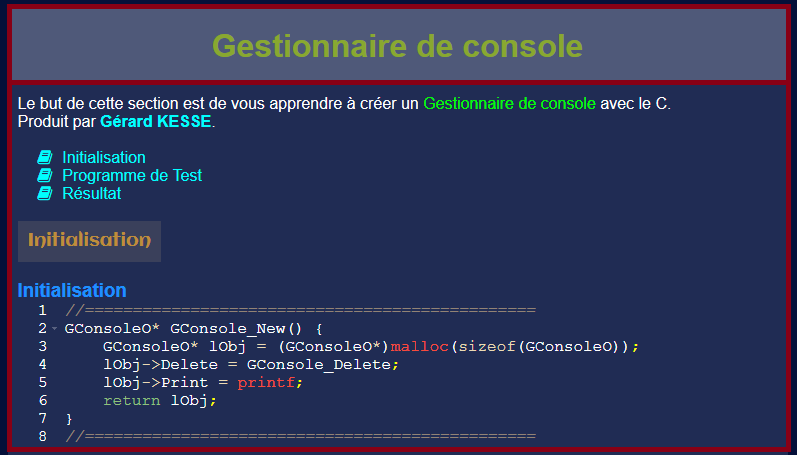 Gestionnaire de console
Le but de cette section est de vous apprendre à créer un Gestionnaire de console avec le C.
Produit par Gérard KESSE.
Initialisation
Programme de Test
Résultat
Initialisation
Initialisation
1 //===============================================
2 GConsoleO* GConsole_New() {
3     GConsoleO* lObj = (GConsoleO*)malloc(sizeof(GConsoleO));
4     lObj->Delete = GConsole_Delete;
5     lObj->Print = printf;
6     return lObj;
7 }
8 //===============================================